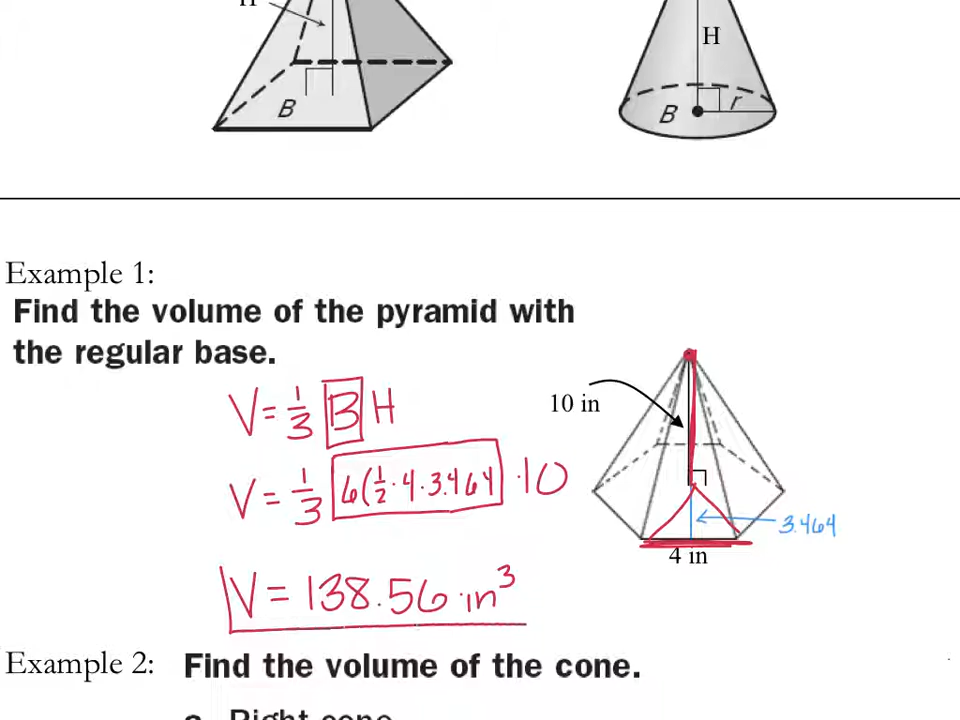 H
B
H
B
r
Example 1:
Find the volume of the pyramid with
the regular base.
V = 1/3 B H
10 in
V = 1/3 6(1/2 · 4 · 3.464) · 10
3.464
4 in
V = 138.56 in³
Example 2: Find the volume of the cone.
a. Right cone